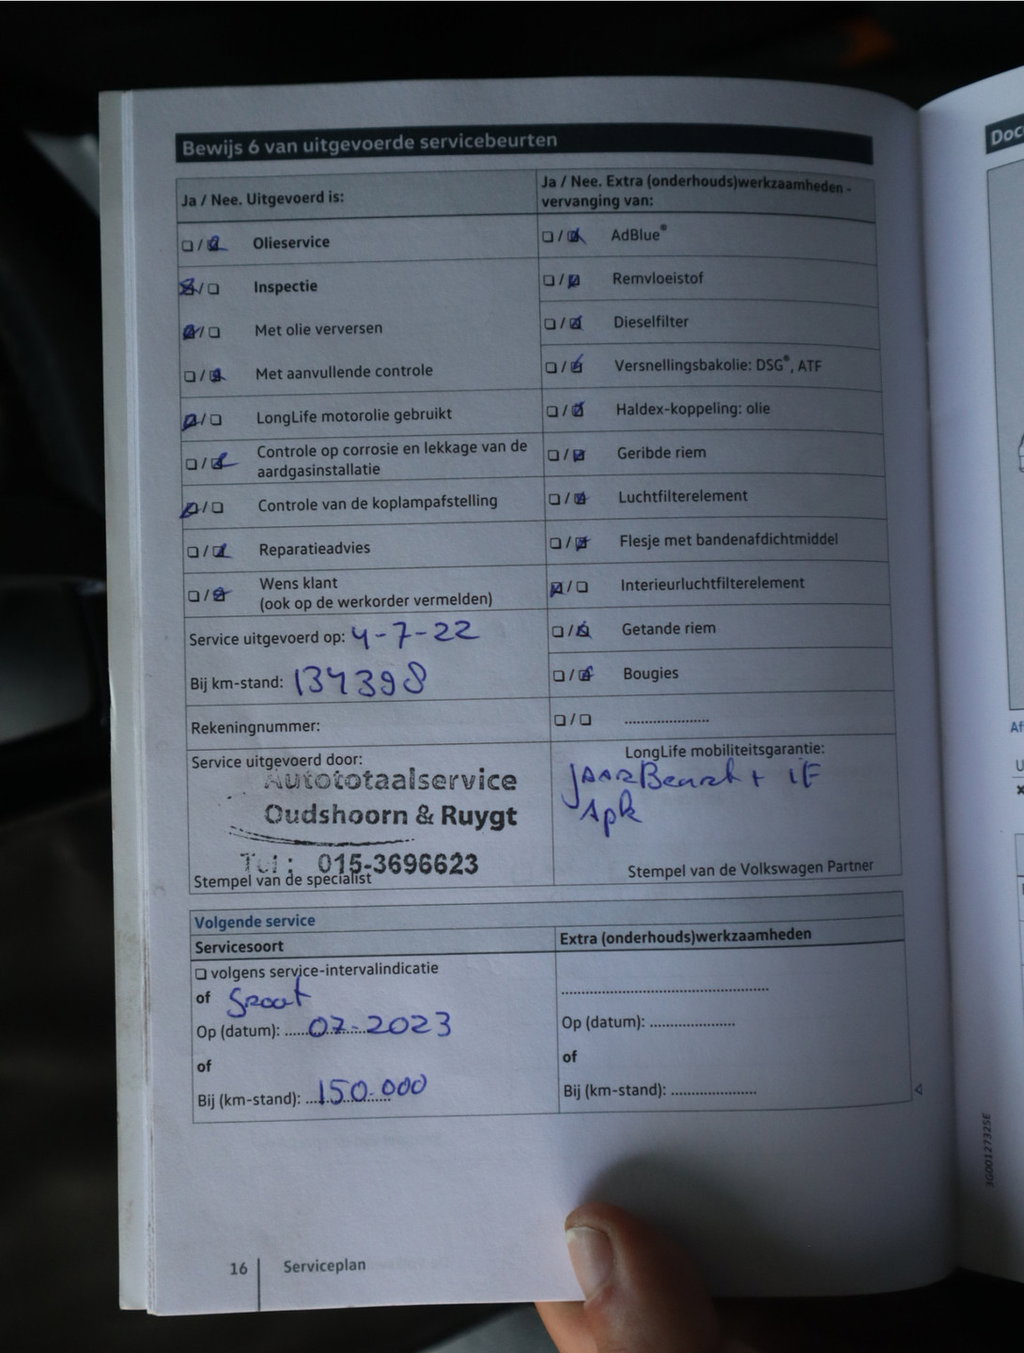 Bewijs 6 van uitgevoerde servicebeurten
Doc
Ja / Nee. Uitgevoerd is:
☐ / ☑ Olieservice
☑ / ☐ Inspectie
☑ / ☐ Met olie verversen
☐ / ☑ Met aanvullende controle
☑ / ☐ LongLife motorolie gebruikt
☐ / ☑ Controle op corrosie en lekkage van de
aardgasinstallatie
☑ / ☐ Controle van de koplampafstelling
☐ / ☑ Reparatieadvies
☐ / ☑ Wens klant
(ook op de werkorder vermelden)
Service uitgevoerd op: 4-7-22
Bij km-stand: 134398
Rekeningnummer:
Service uitgevoerd door:
Autototaalservice
Oudshoorn & Ruygt
Tel: 015-3696623
Stempel van de specialist
Ja / Nee. Extra (onderhouds)werkzaamheden -
vervanging van:
☐ / ☑ AdBlue®
☐ / ☑ Remvloeistof
☐ / ☑ Dieselfilter
☐ / ☑ Versnellingsbakolie: DSG®, ATF
☐ / ☑ Haldex-koppeling: olie
☐ / ☑ Geribde riem
☐ / ☑ Luchtfilterelement
☐ / ☑ Flesje met bandenafdichtmiddel
☑ / ☐ Interieurluchtfilterelement
☐ / ☑ Getande riem
☐ / ☑ Bougies
☐ / ☐ .....................
LongLife mobiliteitsgarantie:
JAARBeurt + IF
Apk
Stempel van de Volkswagen Partner
Volgende service
Servicesoort
☐ volgens service-intervalindicatie
of Groot
Op (datum): 07-2023
of
Bij (km-stand): 150.000
Extra (onderhouds)werkzaamheden
.....................
Op (datum): .....................
of
Bij (km-stand): .....................
16 Serviceplan
3G0012732SE
Af